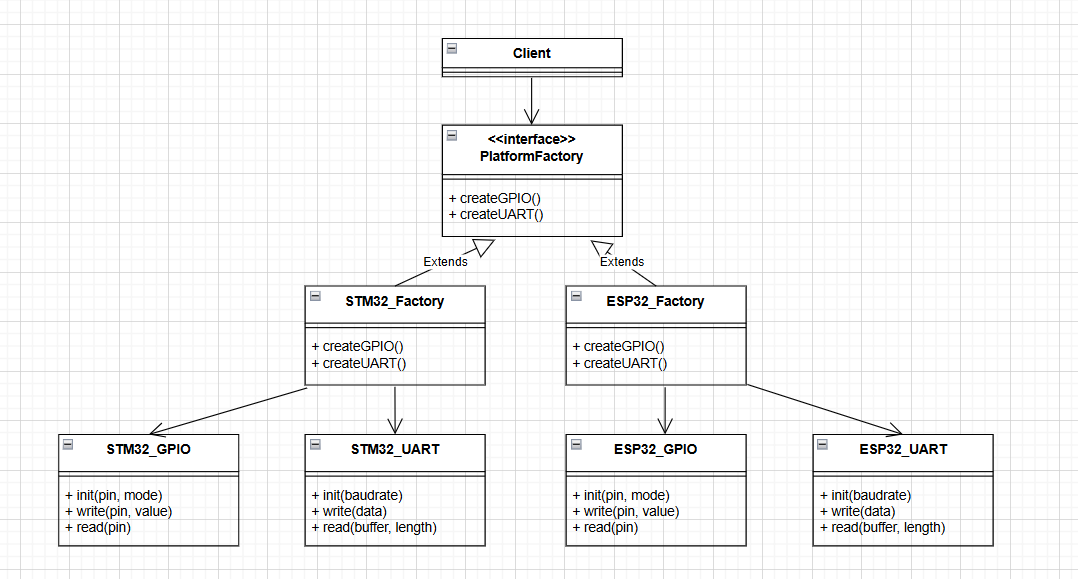 Client
<<interface>>
PlatformFactory
+ createGPIO()
+ createUART()
Extends
Extends
STM32_Factory
+ createGPIO()
+ createUART()
ESP32_Factory
+ createGPIO()
+ createUART()
STM32_GPIO
+ init(pin, mode)
+ write(pin, value)
+ read(pin)
STM32_UART
+ init(baudrate)
+ write(data)
+ read(buffer, length)
ESP32_GPIO
+ init(pin, mode)
+ write(pin, value)
+ read(pin)
ESP32_UART
+ init(baudrate)
+ write(data)
+ read(buffer, length)